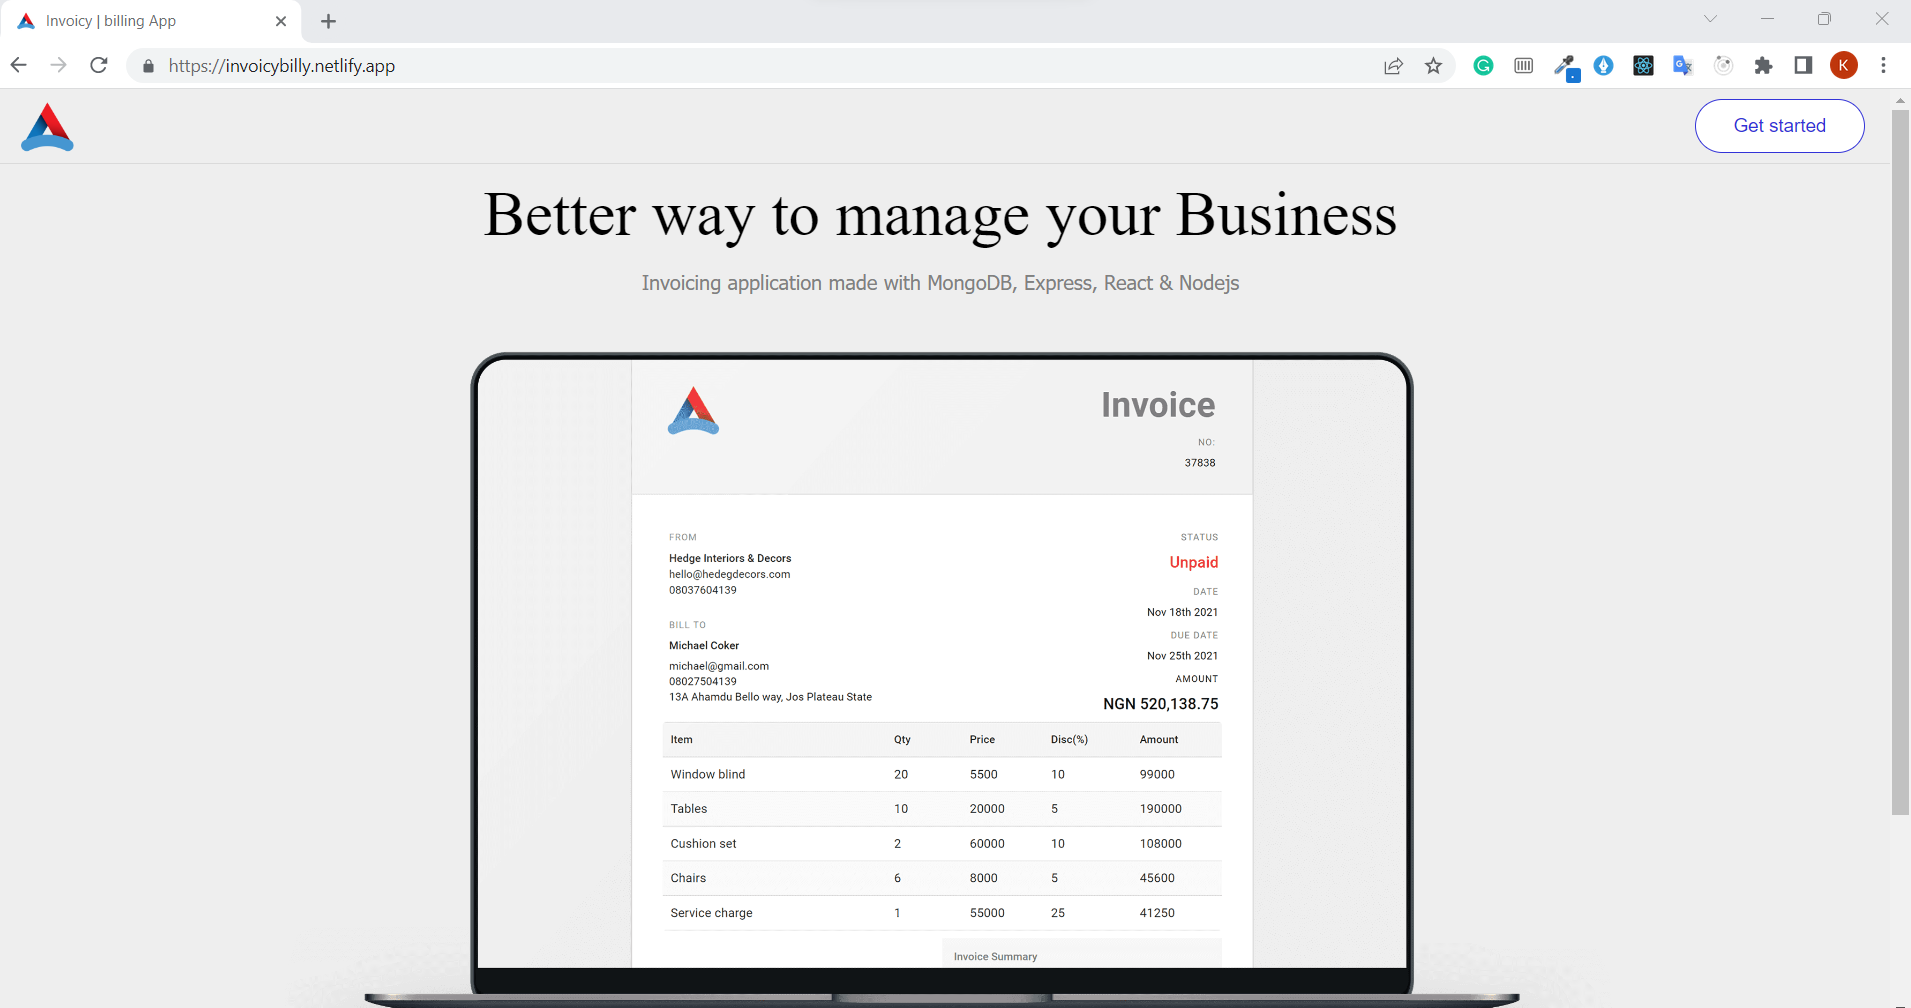 Invoicy | billing App
https://invoicybilly.netlify.app
K
Get started
Better way to manage your Business
Invoicing application made with MongoDB, Express, React & Nodejs
Invoice
NO:
37838
FROM
Hedge Interiors & Decors
hello@hedegdecors.com
08037604139
BILL TO
Michael Coker
michael@gmail.com
08027504139
13A Ahamdu Bello way, Jos Plateau State
STATUS
Unpaid
DATE
Nov 18th 2021
DUE DATE
Nov 25th 2021
AMOUNT
NGN 520,138.75
Item Qty Price Disc(%) Amount
Window blind 20 5500 10 99000
Tables 10 20000 5 190000
Cushion set 2 60000 10 108000
Chairs 6 8000 5 45600
Service charge 1 55000 25 41250
Invoice Summary